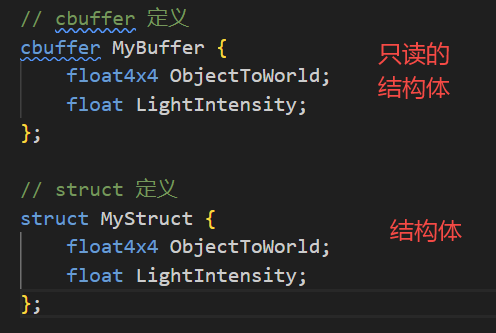 // cbuffer 定义
cbuffer MyBuffer {
    float4x4 ObjectToWorld;
    float LightIntensity;
};
只读的
结构体
// struct 定义
struct MyStruct {
    float4x4 ObjectToWorld;
    float LightIntensity;
};
结构体